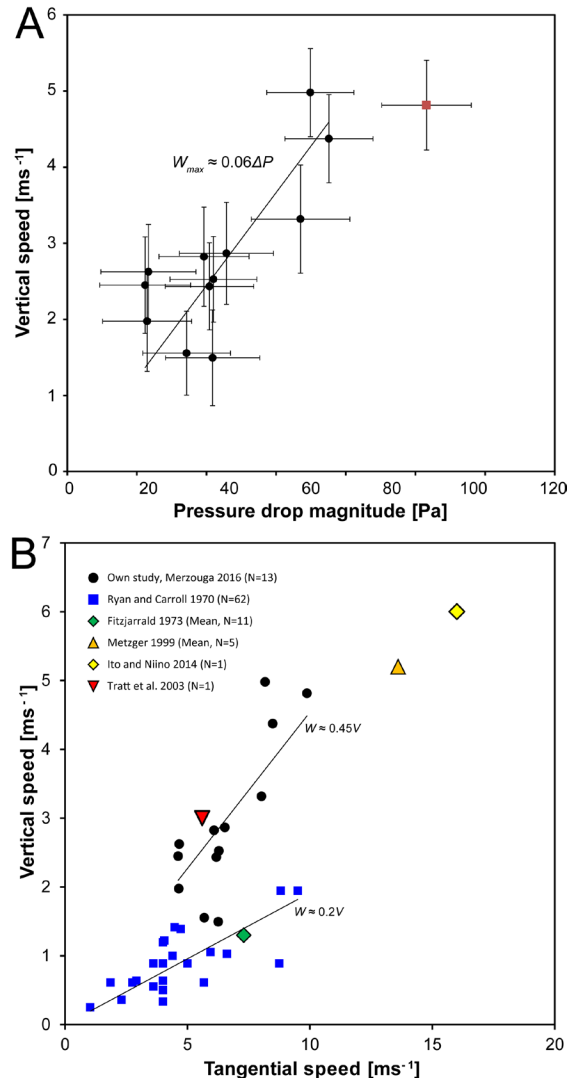 A
6
5
4
3
2
1
0
Vertical speed [ms⁻¹]
Wmax ≈ 0.06ΔP
0 20 40 60 80 100 120
Pressure drop magnitude [Pa]
B
7
6
5
4
3
2
1
0
Vertical speed [ms⁻¹]
Own study, Merzouga 2016 (N=13)
Ryan and Carroll 1970 (N=62)
Fitzjarrald 1973 (Mean, N=11)
Metzger 1999 (Mean, N=5)
Ito and Niino 2014 (N=1)
Tratt et al. 2003 (N=1)
W ≈ 0.45V
W ≈ 0.2V
0 5 10 15 20
Tangential speed [ms⁻¹]